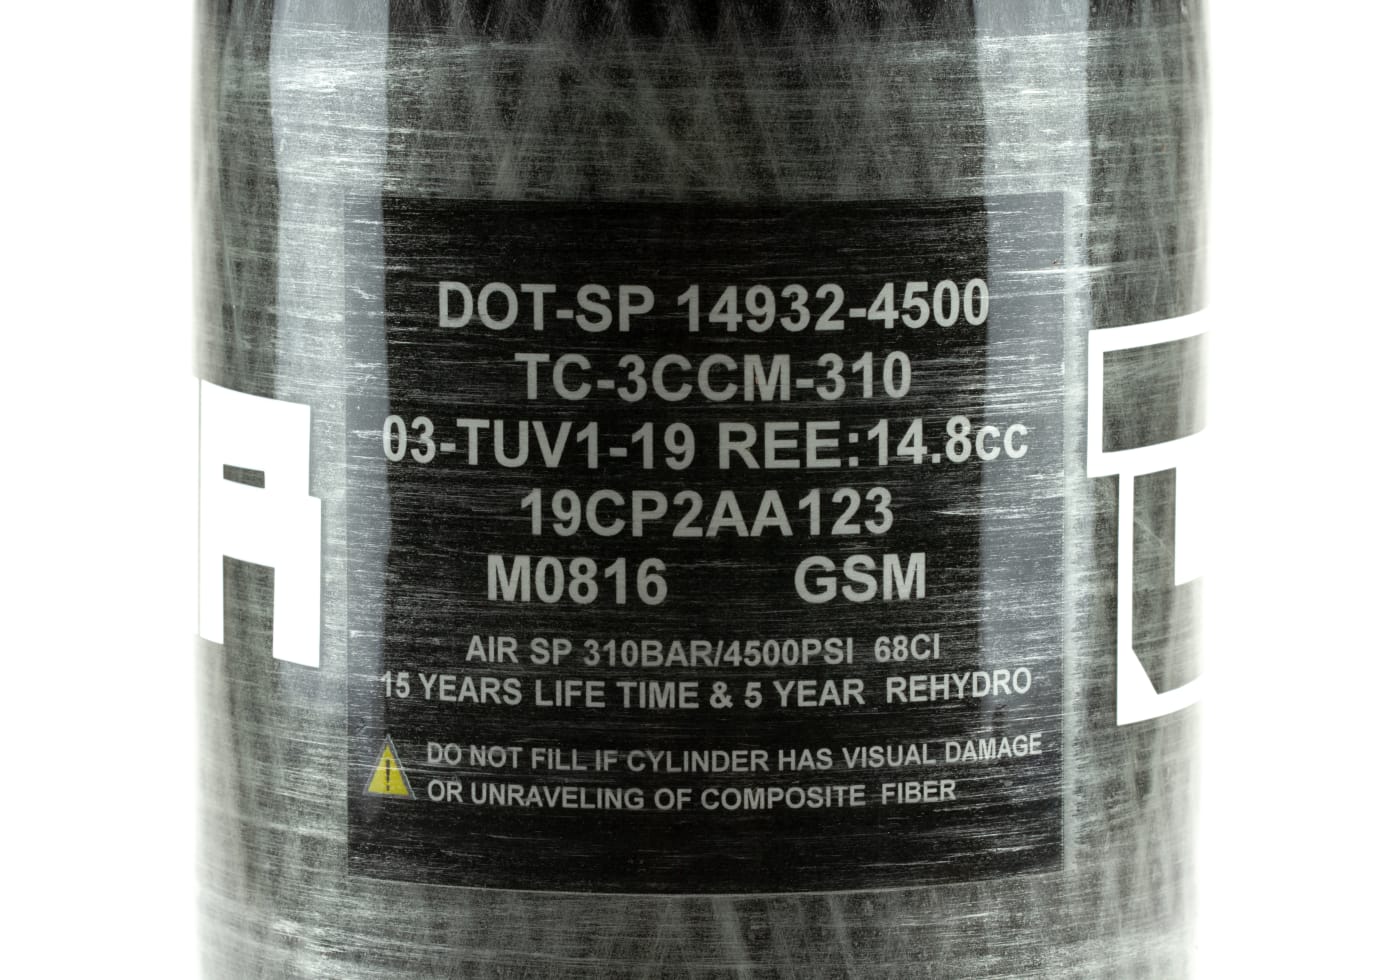 DOT-SP 14932-4500
TC-3CCM-310
03-TUV1-19 REE:14.8cc
19CP2AA123
M0816 GSM
AIR SP 310BAR/4500PSI 68CI
15 YEARS LIFE TIME & 5 YEAR REHYDRO
DO NOT FILL IF CYLINDER HAS VISUAL DAMAGE
OR UNRAVELING OF COMPOSITE FIBER